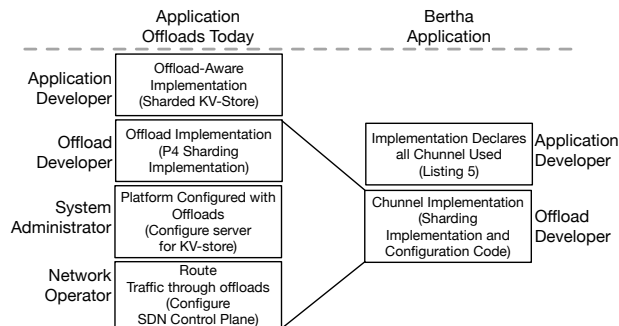 Application
Offloads Today
Bertha
Application
Application
Developer
Offload-Aware
Implementation
(Sharded KV-Store)
Offload
Developer
Offload Implementation
(P4 Sharding
Implementation)
Implementation Declares
all Channel Used
(Listing 5)
Application
Developer
System
Administrator
Platform Configured with
Offloads
(Configure server
for KV-store)
Channel Implementation
(Sharding
Implementation and
Configuration Code)
Offload
Developer
Network
Operator
Route
Traffic through offloads
(Configure
SDN Control Plane)